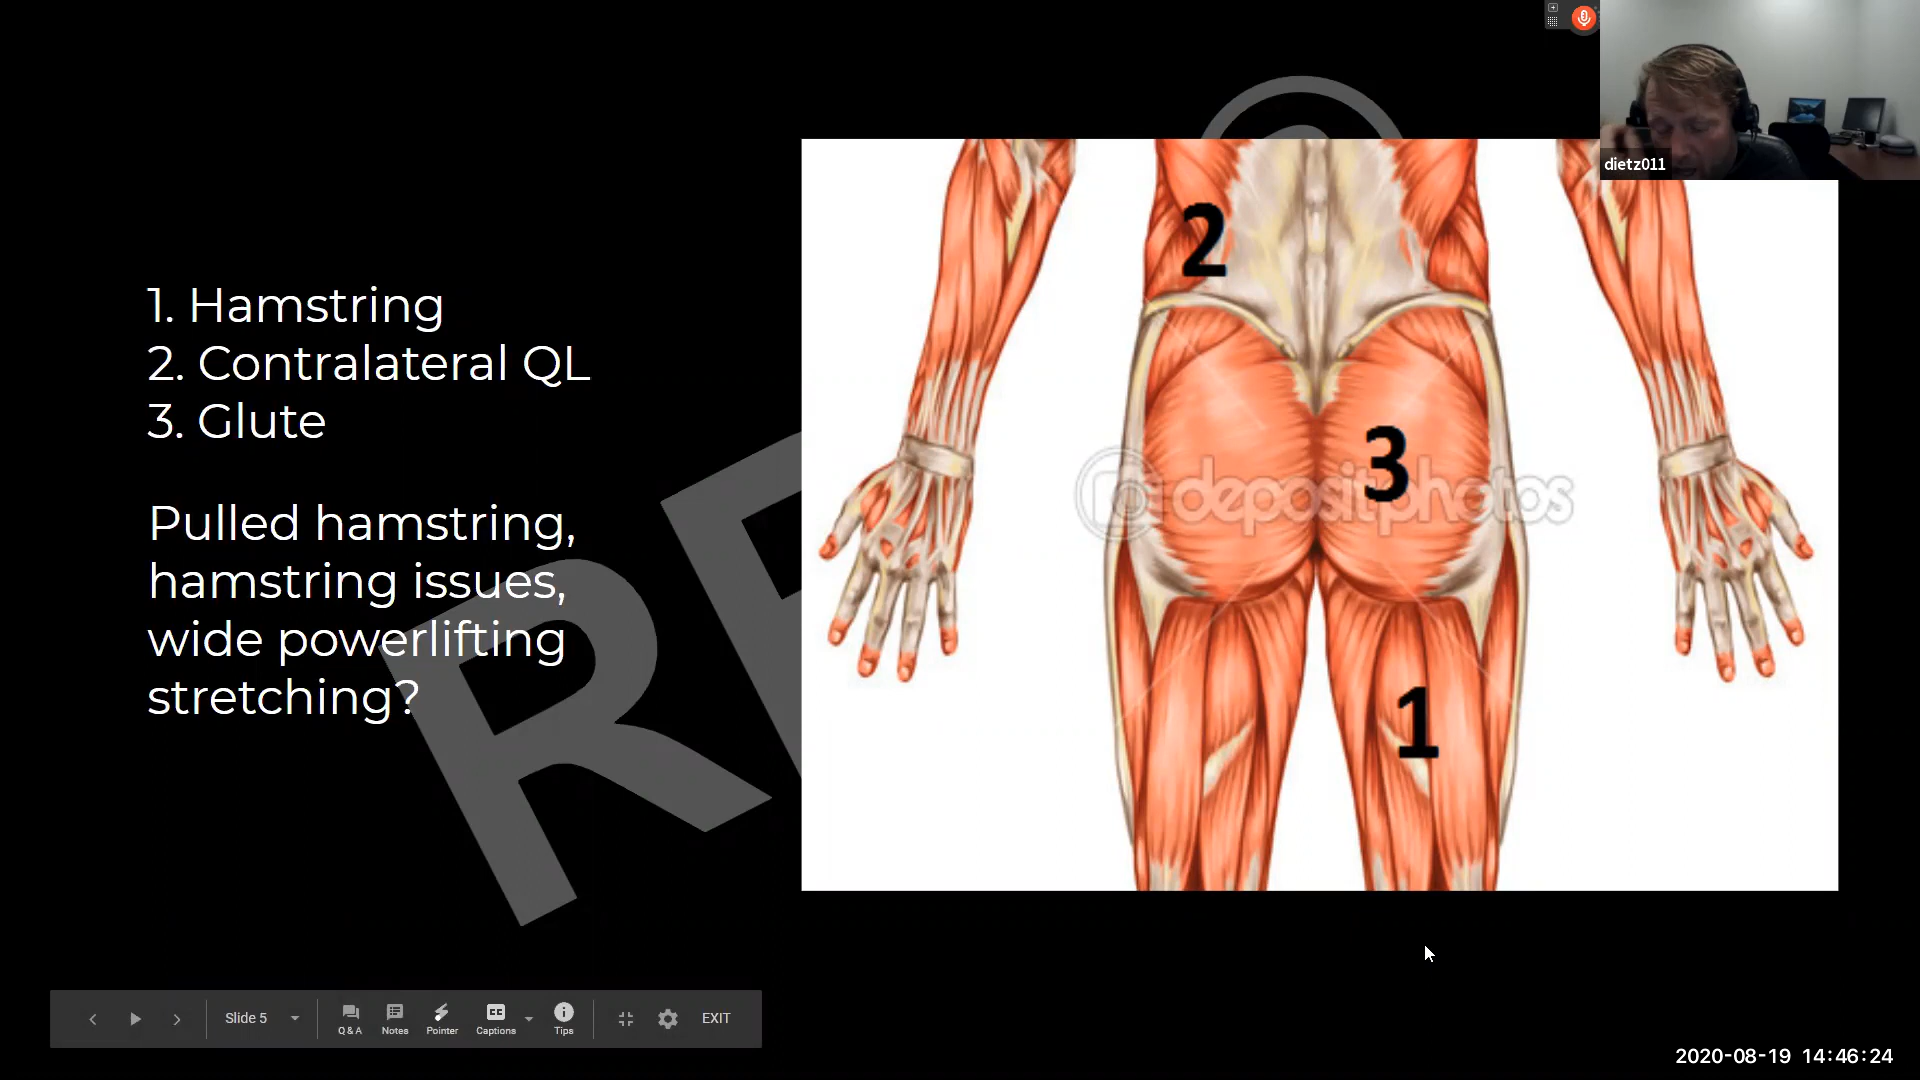 dietz011
1. Hamstring
2. Contralateral QL
3. Glute
Pulled hamstring,
hamstring issues,
wide powerlifting
stretching?
2
3
depositphotos
1
Slide 5
Q & A
Notes
Pointer
Captions
Tips
EXIT
2020-08-19 14:46:24